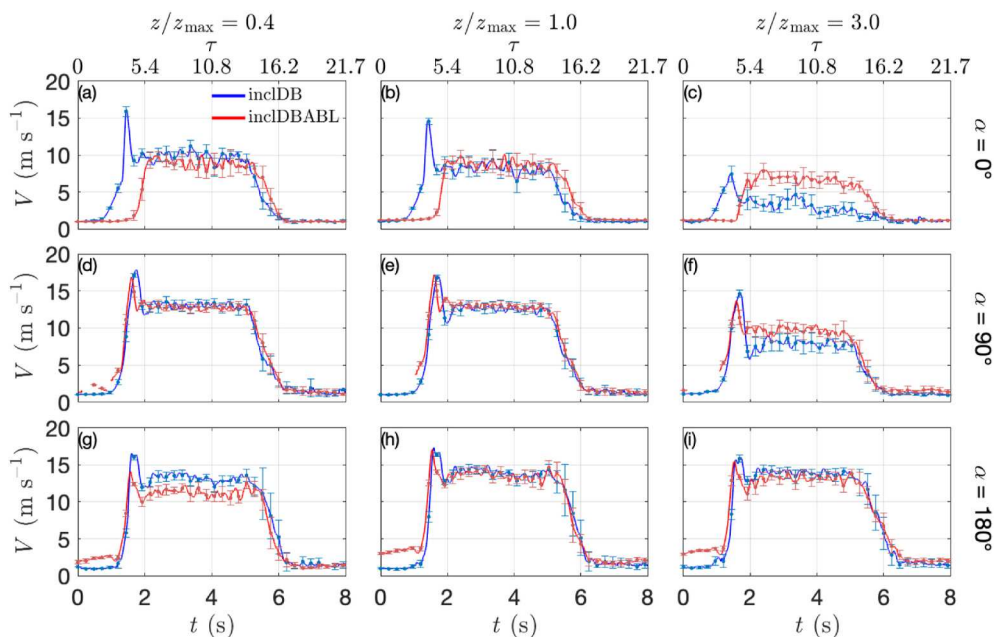 z/z_max = 0.4 z/z_max = 1.0 z/z_max = 3.0
τ τ τ
0 5.4 10.8 16.2 21.7 0 5.4 10.8 16.2 21.7 0 5.4 10.8 16.2 21.7
20 (a) inclDB (b) (c)
inclDBABL
15
10
5
0
V (m s⁻¹)
α = 0°
20 (d) (e) (f)
15
10
5
0
V (m s⁻¹)
α = 90°
20 (g) (h) (i)
15
10
5
0
V (m s⁻¹)
α = 180°
0 2 4 6 8 0 2 4 6 8 0 2 4 6 8
t (s) t (s) t (s)